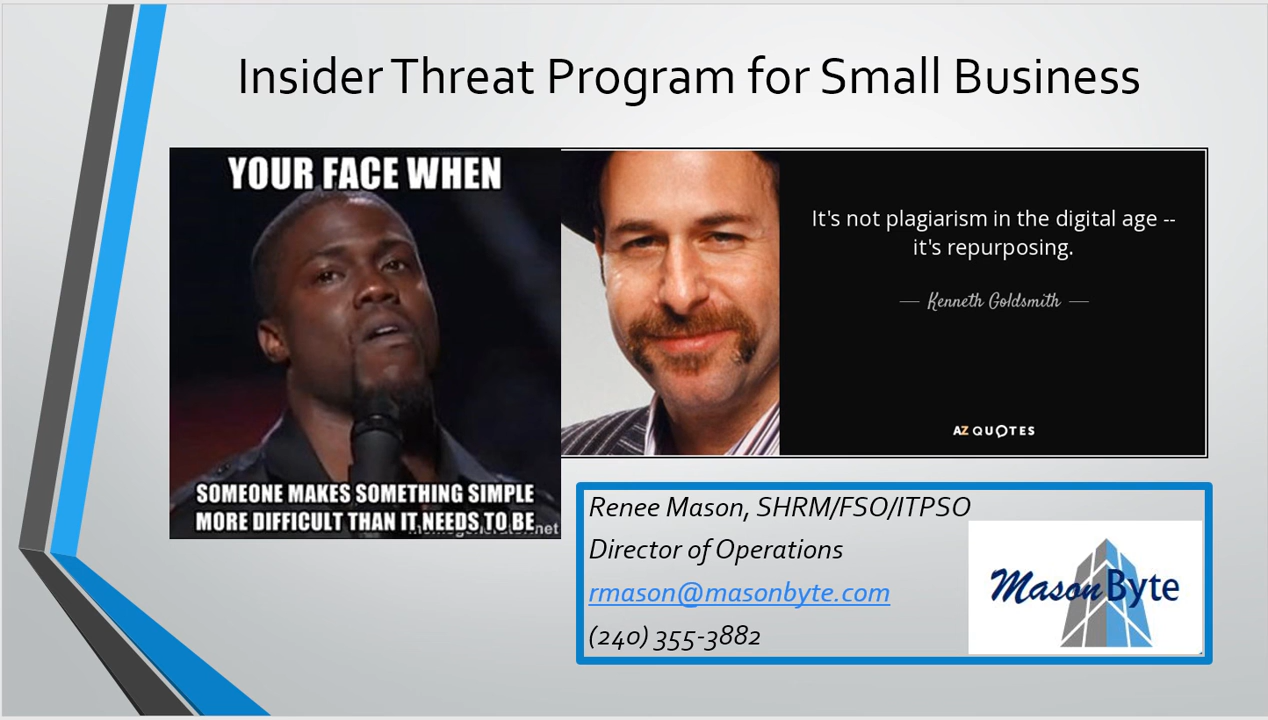 Insider Threat Program for Small Business
YOUR FACE WHEN
SOMEONE MAKES SOMETHING SIMPLE
MORE DIFFICULT THAN IT NEEDS TO BE
memegenerator.net
It's not plagiarism in the digital age --
it's repurposing.
Kenneth Goldsmith
AZ QUOTES
Renee Mason, SHRM/FSO/ITPSO
Director of Operations
rmason@masonbyte.com
(240) 355-3882
MasonByte